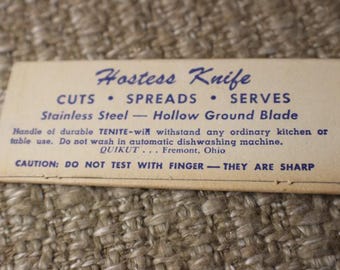 Hostess Knife
CUTS • SPREADS • SERVES
Stainless Steel — Hollow Ground Blade
Handle of durable TENITE—will withstand any ordinary kitchen or
table use. Do not wash in automatic dishwashing machine.
QUIKUT . . . Fremont, Ohio
CAUTION: DO NOT TEST WITH FINGER — THEY ARE SHARP